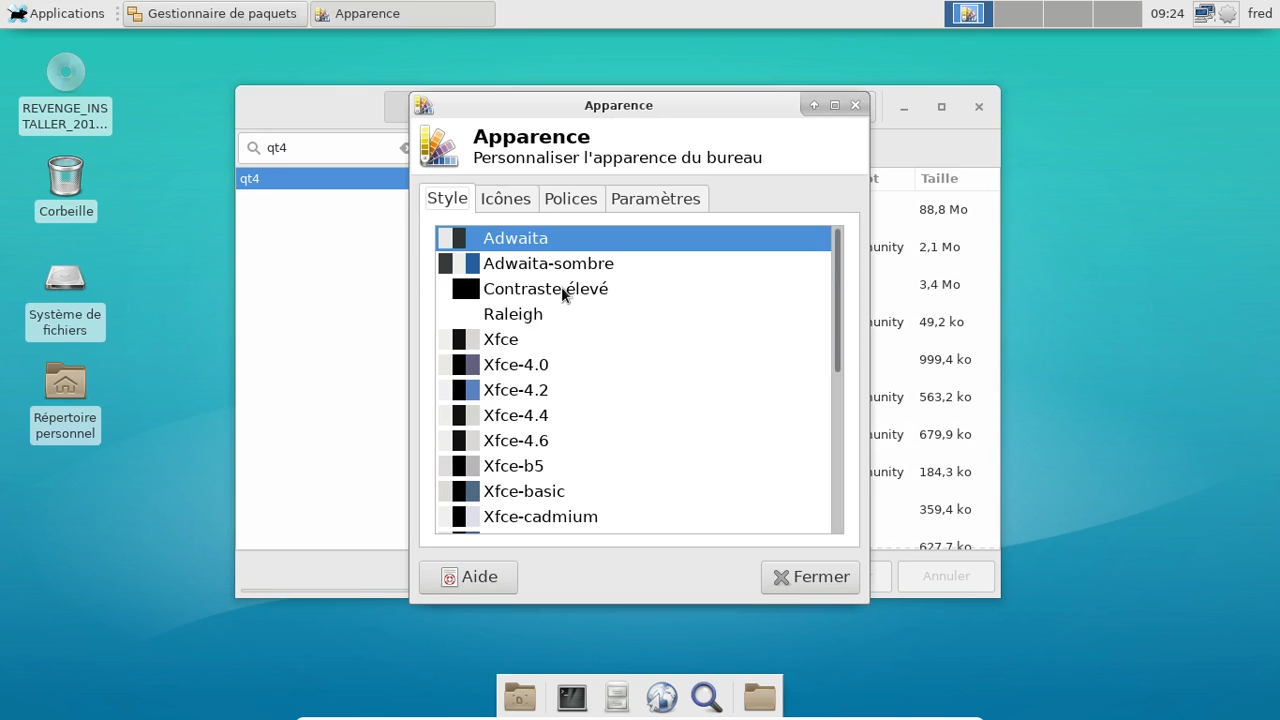 Applications
Gestionnaire de paquets
Apparence
09:24
fred
REVENGE_INS
TALLER_201...
Corbeille
Système de
fichiers
Répertoire
personnel
qt4
qt4
Taille
88,8 Mo
2,1 Mo
3,4 Mo
49,2 ko
999,4 ko
563,2 ko
679,9 ko
184,3 ko
359,4 ko
627,7 ko
Annuler
Apparence
Apparence
Personnaliser l'apparence du bureau
Style
Icônes
Polices
Paramètres
Adwaita
Adwaita-sombre
Contraste élevé
Raleigh
Xfce
Xfce-4.0
Xfce-4.2
Xfce-4.4
Xfce-4.6
Xfce-b5
Xfce-basic
Xfce-cadmium
Aide
Fermer